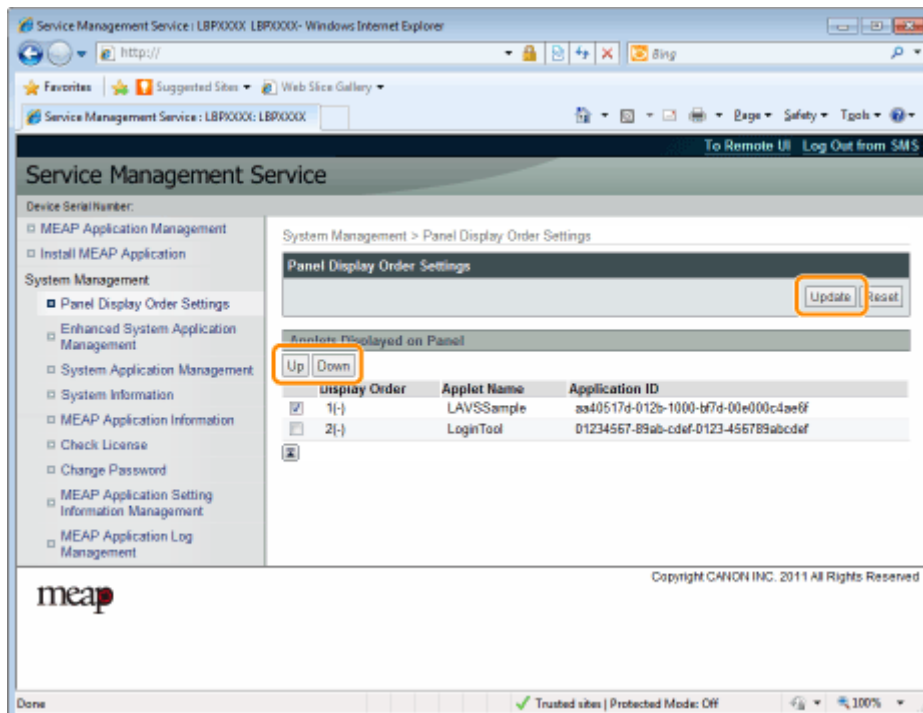 Service Management Service : LBPXXXX: LBPXXXX- Windows Internet Explorer
http://
Bing
Favorites Suggested Sites Web Slice Gallery
Service Management Service : LBPXXXX: LBPXXXX
Page Safety Tools
To Remote UI Log Out from SMS
Service Management Service
Device Serial Number:
MEAP Application Management
Install MEAP Application
System Management
Panel Display Order Settings
Enhanced System Application
Management
System Application Management
System Information
MEAP Application Information
Check License
Change Password
MEAP Application Setting
Information Management
MEAP Application Log
Management
System Management > Panel Display Order Settings
Panel Display Order Settings
Update Reset
Applets Displayed on Panel
Up Down
Display Order Applet Name Application ID
1(-) LAVSSample aa40517d-012b-1000-bf7d-00e000c4ae6f
2(-) LoginTool 01234567-89ab-cdef-0123-456789abcdef
Copyright CANON INC. 2011 All Rights Reserved
meap
Done
Trusted sites | Protected Mode: Off
100%